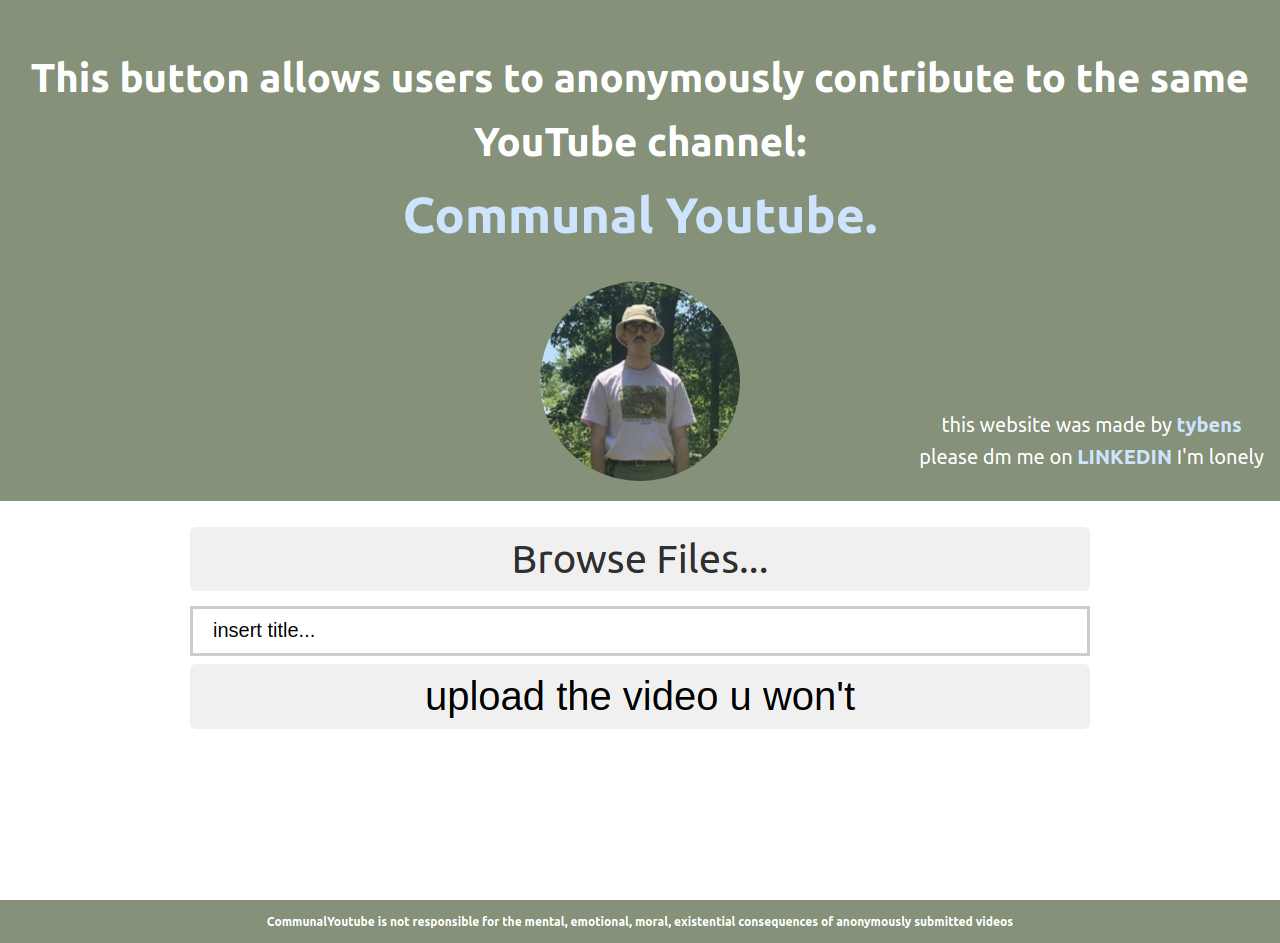 This button allows users to anonymously contribute to the same
YouTube channel:
Communal Youtube.
this website was made by tybens
please dm me on LINKEDIN I'm lonely
Browse Files...
insert title...
upload the video u won't
CommunalYoutube is not responsible for the mental, emotional, moral, existential consequences of anonymously submitted videos